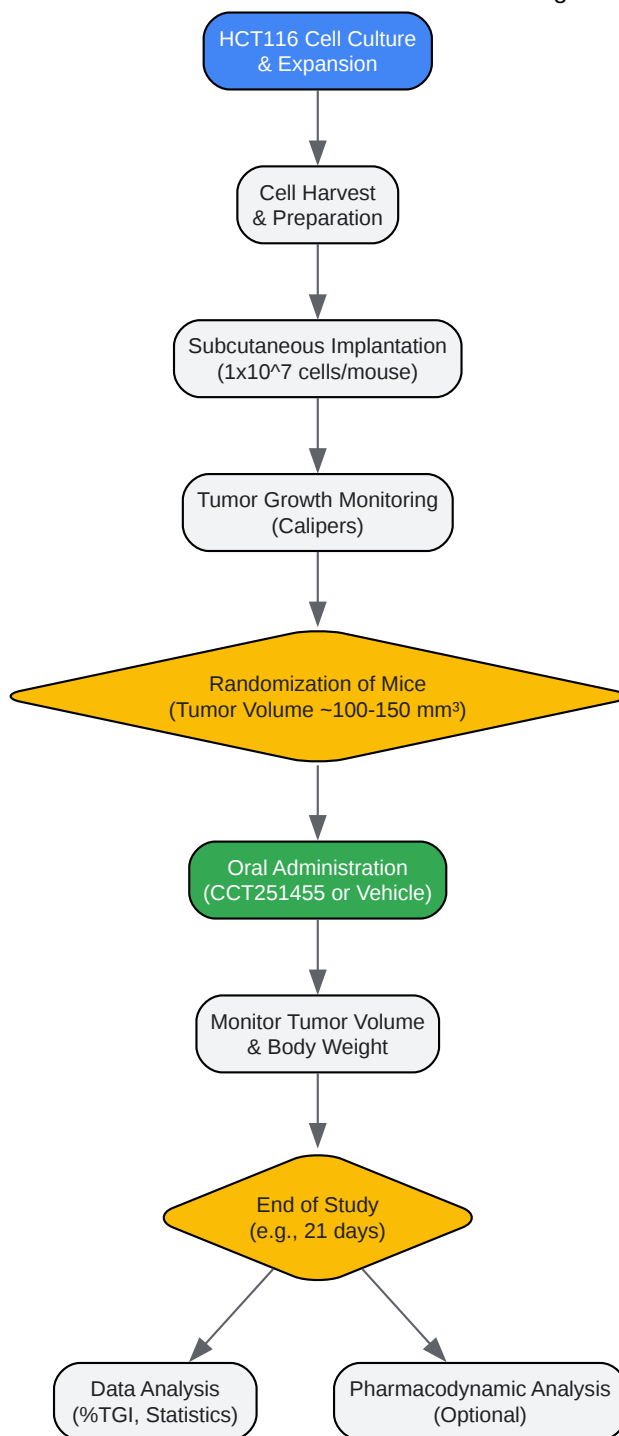 HCT116 Cell Culture
& Expansion
Cell Harvest
& Preparation
Subcutaneous Implantation
(1x10^7 cells/mouse)
Tumor Growth Monitoring
(Calipers)
Randomization of Mice
(Tumor Volume ~100-150 mm³)
Oral Administration
(CCT251455 or Vehicle)
Monitor Tumor Volume
& Body Weight
End of Study
(e.g., 21 days)
Data Analysis
(%TGI, Statistics)
Pharmacodynamic Analysis
(Optional)